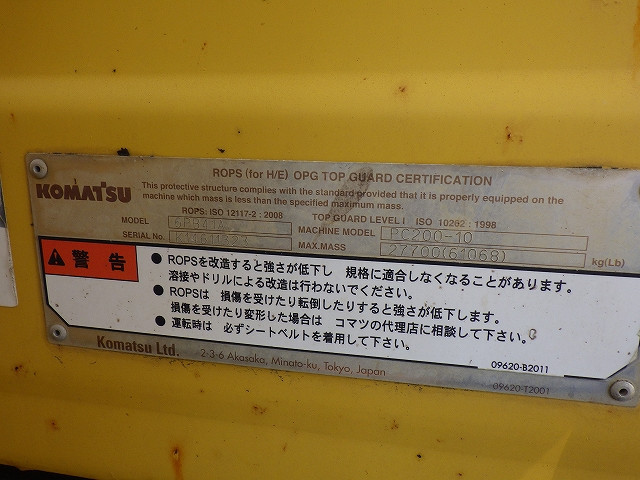 ROPS (for H/E) OPG TOP GUARD CERTIFICATION
KOMATSU
This protective structure complies with the standard provided that it is properly equipped on the
machine which mass is less than the specified maximum mass.
ROPS: ISO 12117-2 : 2008 TOP GUARD LEVEL I ISO 10262 : 1998
MODEL MACHINE MODEL PC200-10
SERIAL No. MAX.MASS 27700(61068) kg(Lb)
警告
● ROPSを改造すると強さが低下し 規格に適合しなくなることがあります。
溶接やドリルによる改造は行わないでください。
● ROPSは 損傷を受けたり転倒したりすると強さが低下します。
損傷を受けたり変形した場合は コマツの代理店に相談して下さい。
● 運転時は 必ずシートベルトを着用して下さい。
09620-B2011
Komatsu Ltd. 2-3-6 Akasaka, Minato-ku, Tokyo, Japan
09620-T2001